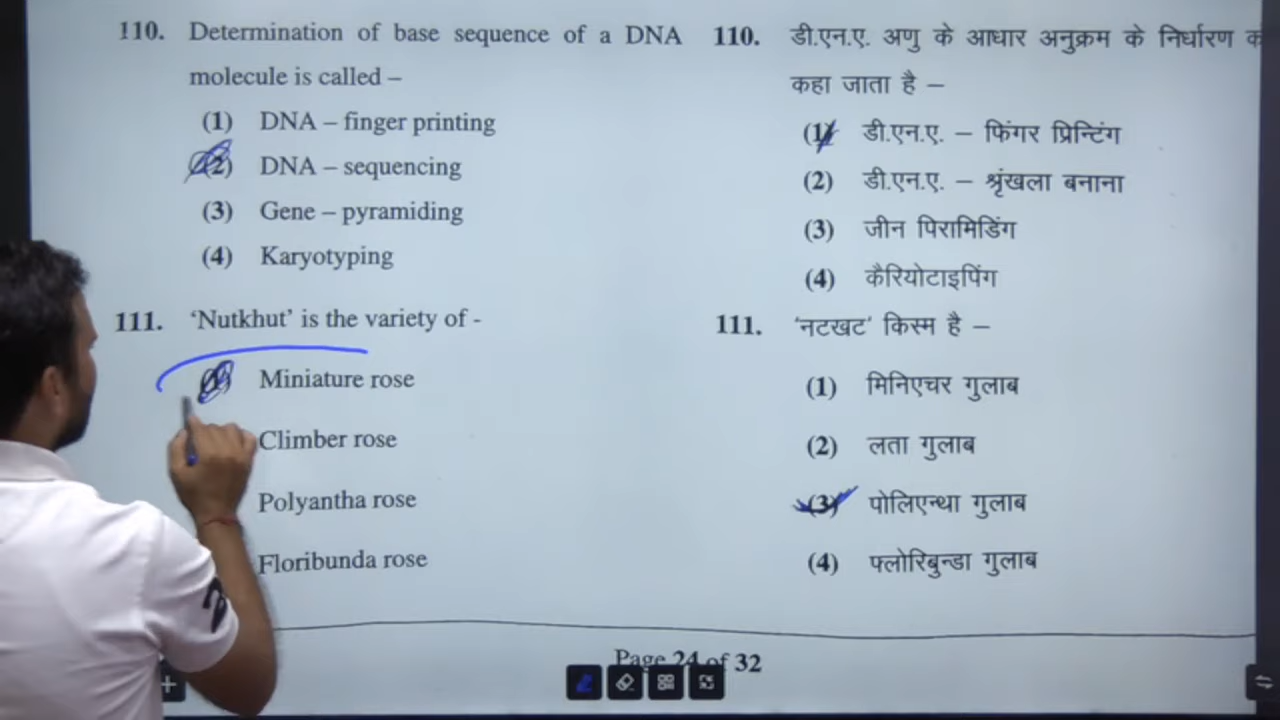 110. Determination of base sequence of a DNA
molecule is called –
(1) DNA – finger printing
(2) DNA – sequencing
(3) Gene – pyramiding
(4) Karyotyping
111. ‘Nutkhut’ is the variety of -
Miniature rose
Climber rose
Polyantha rose
Floribunda rose
110. डी.एन.ए. अणु के आधार अनुक्रम के निर्धारण
कहा जाता है –
(1) डी.एन.ए. – फिंगर प्रिन्टिंग
(2) डी.एन.ए. – श्रृंखला बनाना
(3) जीन पिरामिडिंग
(4) कैरियोटाइपिंग
111. ‘नटखट’ किस्म है –
(1) मिनिएचर गुलाब
(2) लता गुलाब
(3) पोलिएन्था गुलाब
(4) फ्लोरिबुन्डा गुलाब
Page 24 of 32